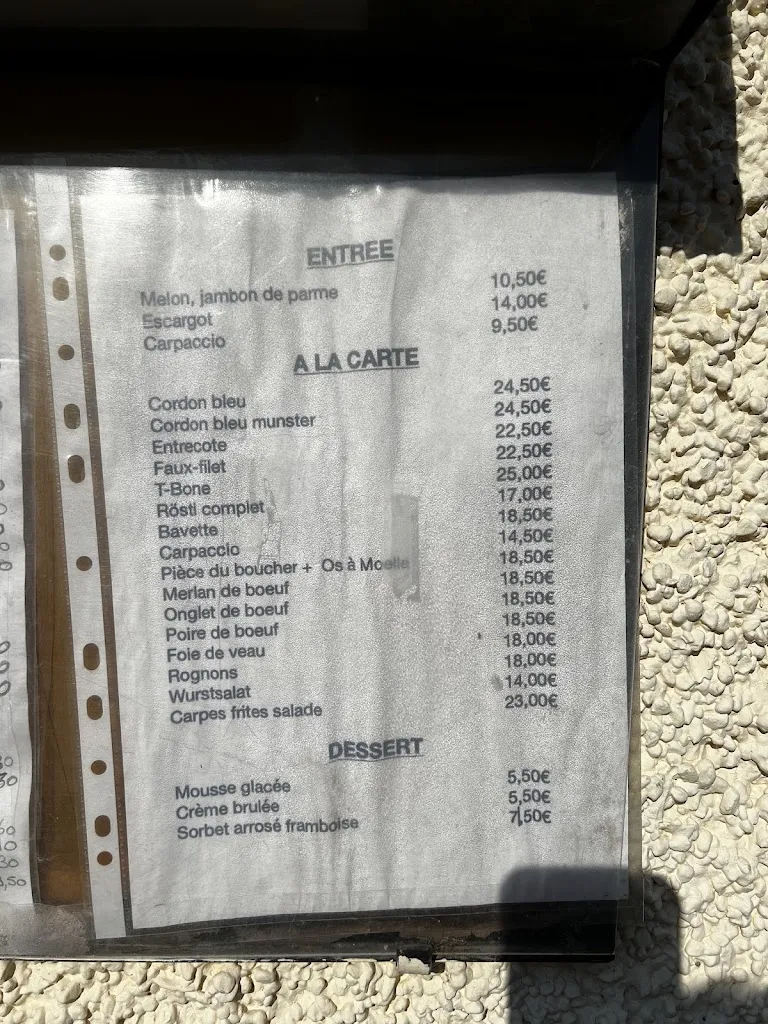 ENTREE
Melon, jambon de parme 10,50€
Escargot 14,00€
Carpaccio 9,50€
A LA CARTE
Cordon bleu 24,50€
Cordon bleu munster 24,50€
Entrecote 22,50€
Faux-filet 22,50€
T-Bone 25,00€
Rösti complet 17,00€
Bavette 18,50€
Carpaccio 14,50€
Pièce du boucher + Os à Moelle 18,50€
Merlan de boeuf 18,50€
Onglet de boeuf 18,50€
Poire de boeuf 18,50€
Foie de veau 18,00€
Rognons 18,00€
Wurstsalat 14,00€
Carpes frites salade 23,00€
DESSERT
Mousse glacée 5,50€
Crème brulée 5,50€
Sorbet arrosé framboise 7,50€